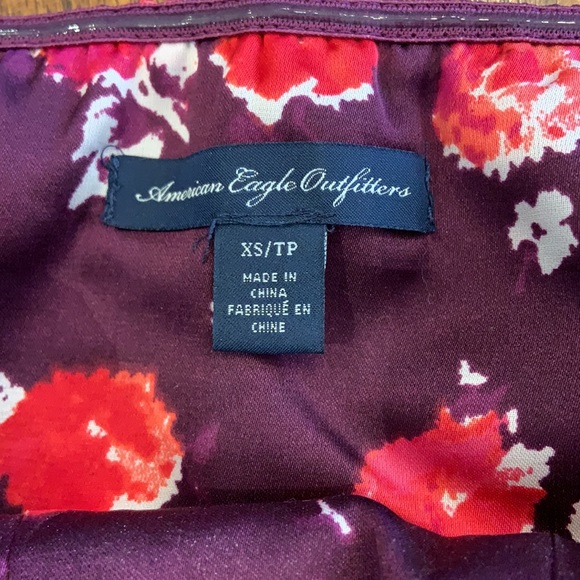 American Eagle Outfitters
XS/TP
MADE IN
CHINA
FABRIQUÉ EN
CHINE